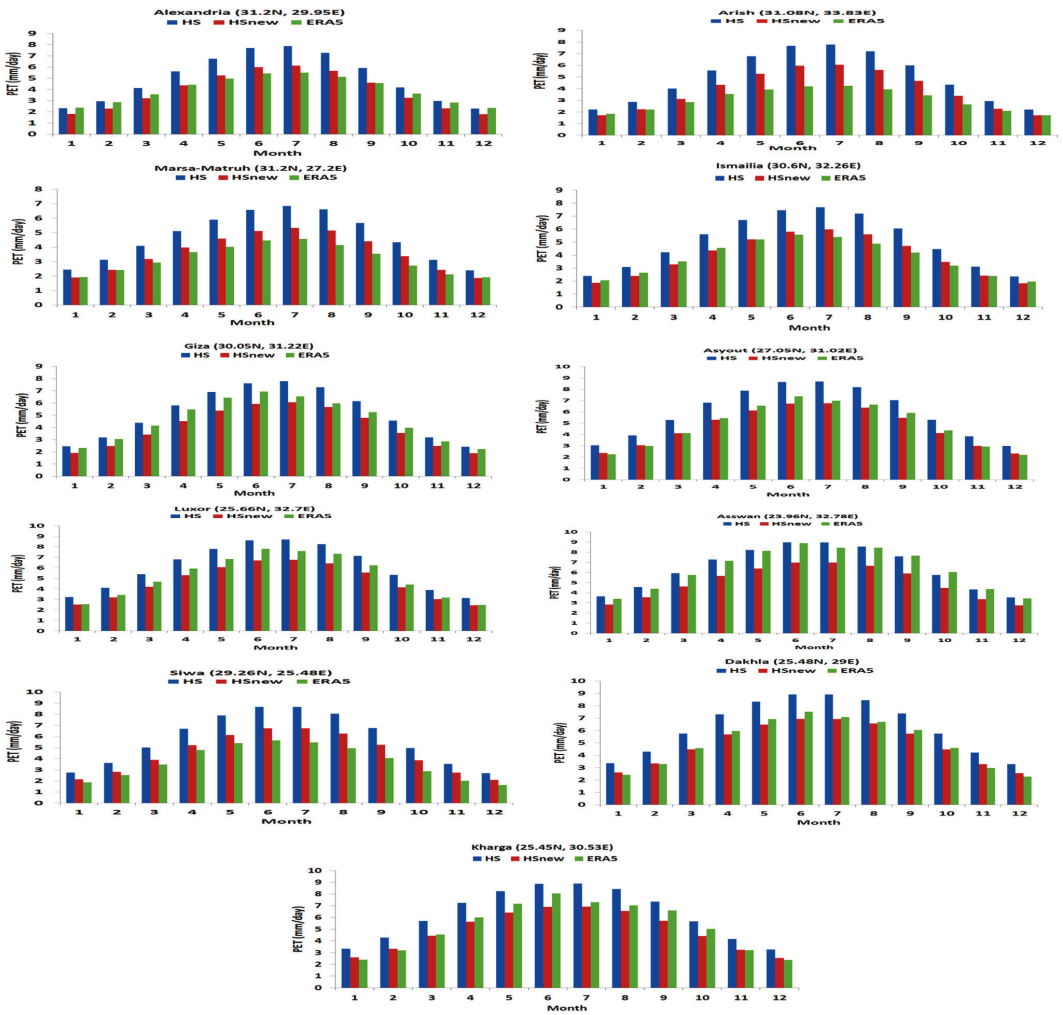 Alexandria (31.2N, 29.95E)
HS HSnew ERA5
PET (mm/day)
9
8
7
6
5
4
3
2
1
0
1 2 3 4 5 6 7 8 9 10 11 12
Month
Arish (31.08N, 33.83E)
HS HSnew ERA5
PET (mm/day)
9
8
7
6
5
4
3
2
1
0
1 2 3 4 5 6 7 8 9 10 11 12
Month
Marsa-Matruh (31.2N, 27.2E)
HS HSnew ERA5
PET (mm/day)
8
7
6
5
4
3
2
1
0
1 2 3 4 5 6 7 8 9 10 11 12
Month
Ismailia (30.6N, 32.26E)
HS HSnew ERA5
PET (mm/day)
9
8
7
6
5
4
3
2
1
0
1 2 3 4 5 6 7 8 9 10 11 12
Month
Giza (30.05N, 31.22E)
HS HSnew ERA5
PET (mm/day)
9
8
7
6
5
4
3
2
1
0
1 2 3 4 5 6 7 8 9 10 11 12
Month
Asyout (27.05N, 31.02E)
HS HSnew ERA5
PET (mm/day)
10
9
8
7
6
5
4
3
2
1
0
1 2 3 4 5 6 7 8 9 10 11 12
Month
Luxor (25.66N, 32.7E)
HS HSnew ERA5
PET (mm/day)
10
9
8
7
6
5
4
3
2
1
0
1 2 3 4 5 6 7 8 9 10 11 12
Month
Asswan (23.96N, 32.78E)
HS HSnew ERA5
PET (mm/day)
10
9
8
7
6
5
4
3
2
1
0
1 2 3 4 5 6 7 8 9 10 11 12
Month
Siwa (29.26N, 25.48E)
HS HSnew ERA5
PET (mm/day)
10
9
8
7
6
5
4
3
2
1
0
1 2 3 4 5 6 7 8 9 10 11 12
Month
Dakhla (25.48N, 29E)
HS HSnew ERA5
PET (mm/day)
10
9
8
7
6
5
4
3
2
1
0
1 2 3 4 5 6 7 8 9 10 11 12
Month
Kharga (25.45N, 30.53E)
HS HSnew ERA5
PET (mm/day)
10
9
8
7
6
5
4
3
2
1
0
1 2 3 4 5 6 7 8 9 10 11 12
Month